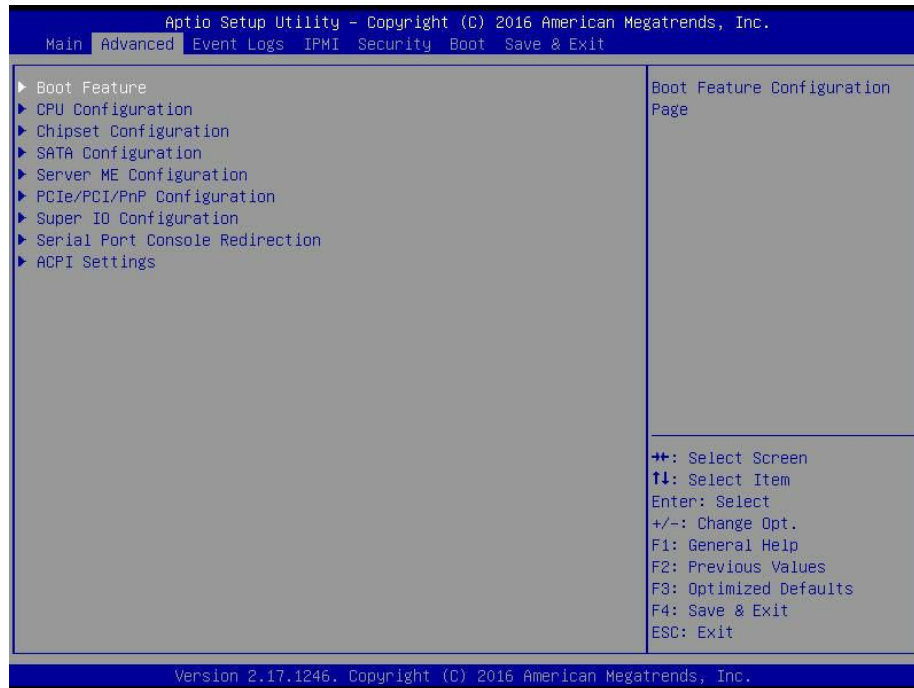 Aptio Setup Utility – Copyright (C) 2016 American Megatrends, Inc.
Main Advanced Event Logs IPMI Security Boot Save & Exit
Boot Feature
CPU Configuration
Chipset Configuration
SATA Configuration
Server ME Configuration
PCIe/PCI/PnP Configuration
Super IO Configuration
Serial Port Console Redirection
ACPI Settings
Boot Feature Configuration
Page
→←: Select Screen
↑↓: Select Item
Enter: Select
+/-: Change Opt.
F1: General Help
F2: Previous Values
F3: Optimized Defaults
F4: Save & Exit
ESC: Exit
Version 2.17.1246. Copyright (C) 2016 American Megatrends, Inc.